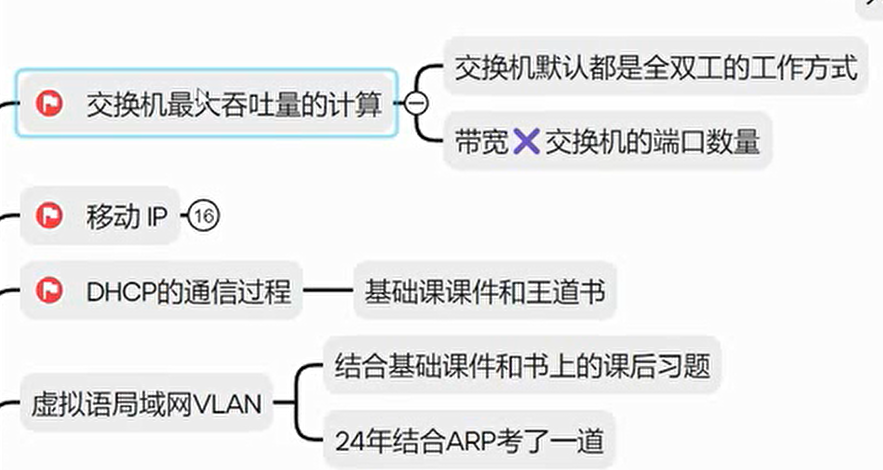 交换机最大吞吐量的计算
交换机默认都是全双工的工作方式
带宽❌交换机的端口数量
移动 IP
16
DHCP的通信过程
基础课课件和王道书
虚拟语局域网VLAN
结合基础课件和书上的课后习题
24年结合ARP考了一道